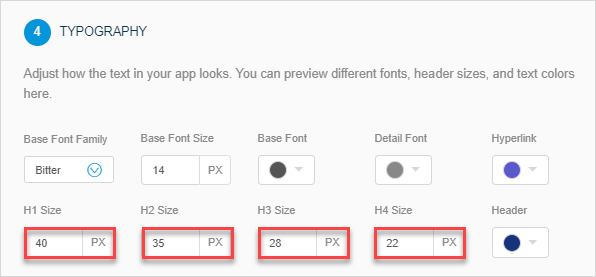 4 TYPOGRAPHY
Adjust how the text in your app looks. You can preview different fonts, header sizes, and text colors
here.
Base Font Family Base Font Size Base Font Detail Font Hyperlink
Bitter 14 PX
H1 Size H2 Size H3 Size H4 Size Header
40 PX 35 PX 28 PX 22 PX